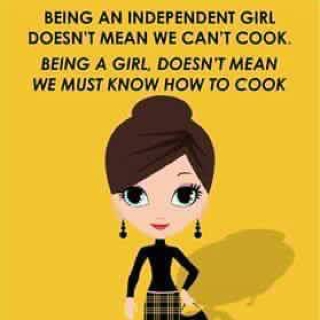 BEING AN INDEPENDENT GIRL
DOESN'T MEAN WE CAN'T COOK.
BEING A GIRL, DOESN'T MEAN
WE MUST KNOW HOW TO COOK